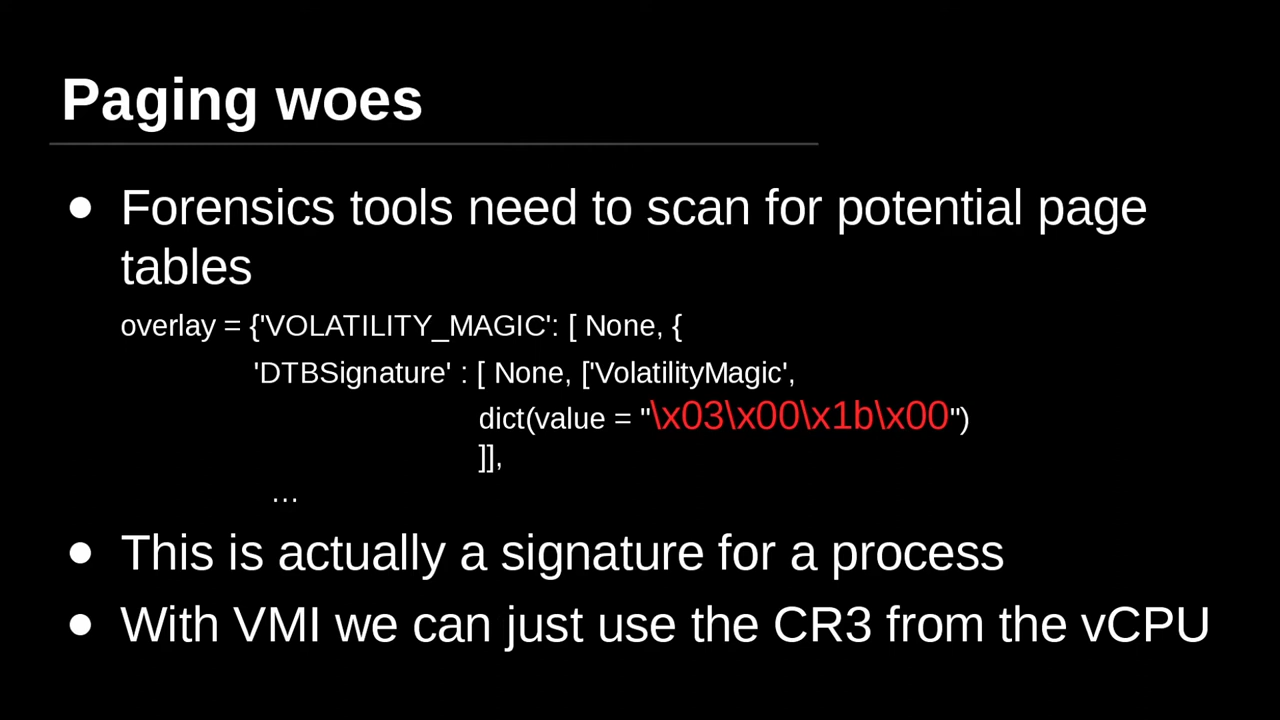 Paging woes
● Forensics tools need to scan for potential page
tables
overlay = {'VOLATILITY_MAGIC': [ None, {
'DTBSignature' : [ None, ['VolatilityMagic',
dict(value = "\x03\x00\x1b\x00")
]],
…
● This is actually a signature for a process
● With VMI we can just use the CR3 from the vCPU